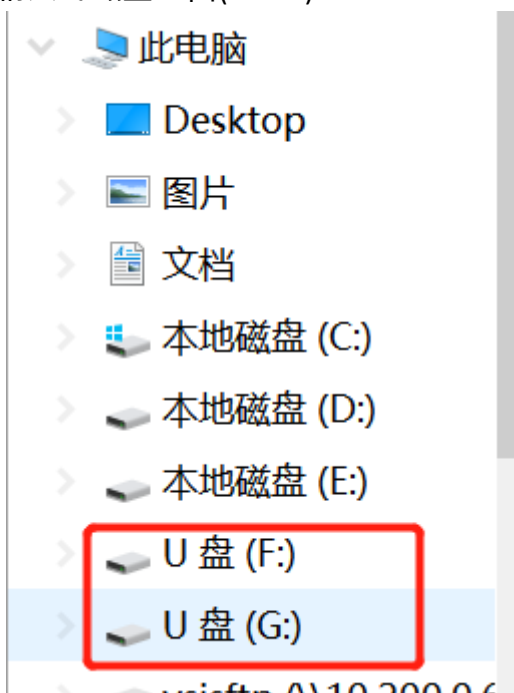 此电脑
Desktop
图片
文档
本地磁盘 (C:)
本地磁盘 (D:)
本地磁盘 (E:)
U 盘 (F:)
U 盘 (G:)